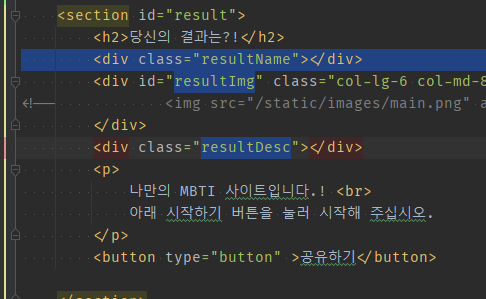 <section id="result">
<h2>당신의 결과는?!</h2>
<div class="resultName"></div>
<div id="resultImg" class="col-lg-6 col-md-8
<!-- <img src="/static/images/main.png" a
</div>
<div class="resultDesc"></div>
<p>
나만의 MBTI 사이트입니다.! <br>
아래 시작하기 버튼을 눌러 시작해 주십시오.
</p>
<button type="button" >공유하기</button>
</section>